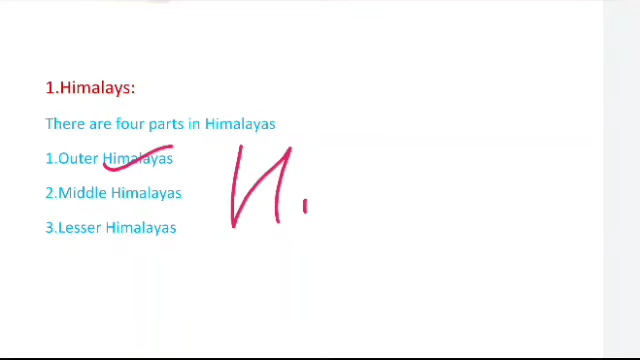 1.Himalays:
There are four parts in Himalayas
1.Outer Himalayas
2.Middle Himalayas
3.Lesser Himalayas